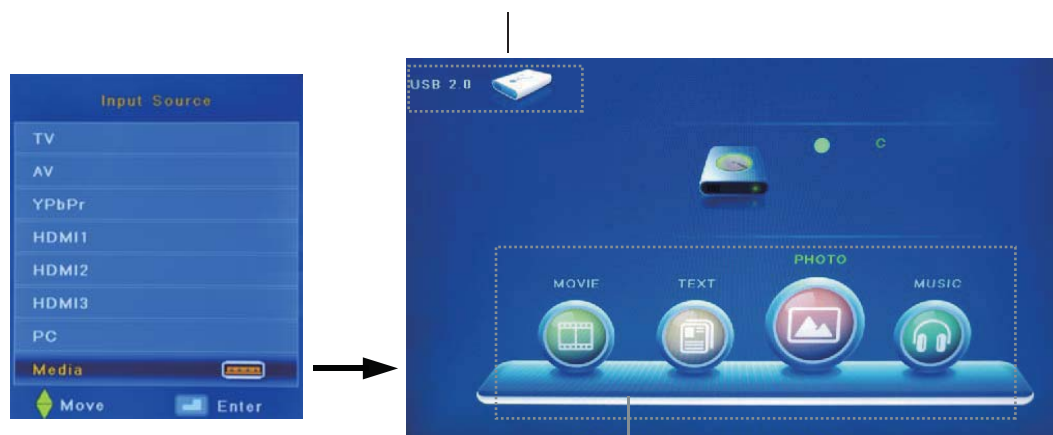 Input Source
TV
AV
YPbPr
HDMI1
HDMI2
HDMI3
PC
Media
Move Enter
USB 2.0
C
PHOTO
MOVIE TEXT MUSIC